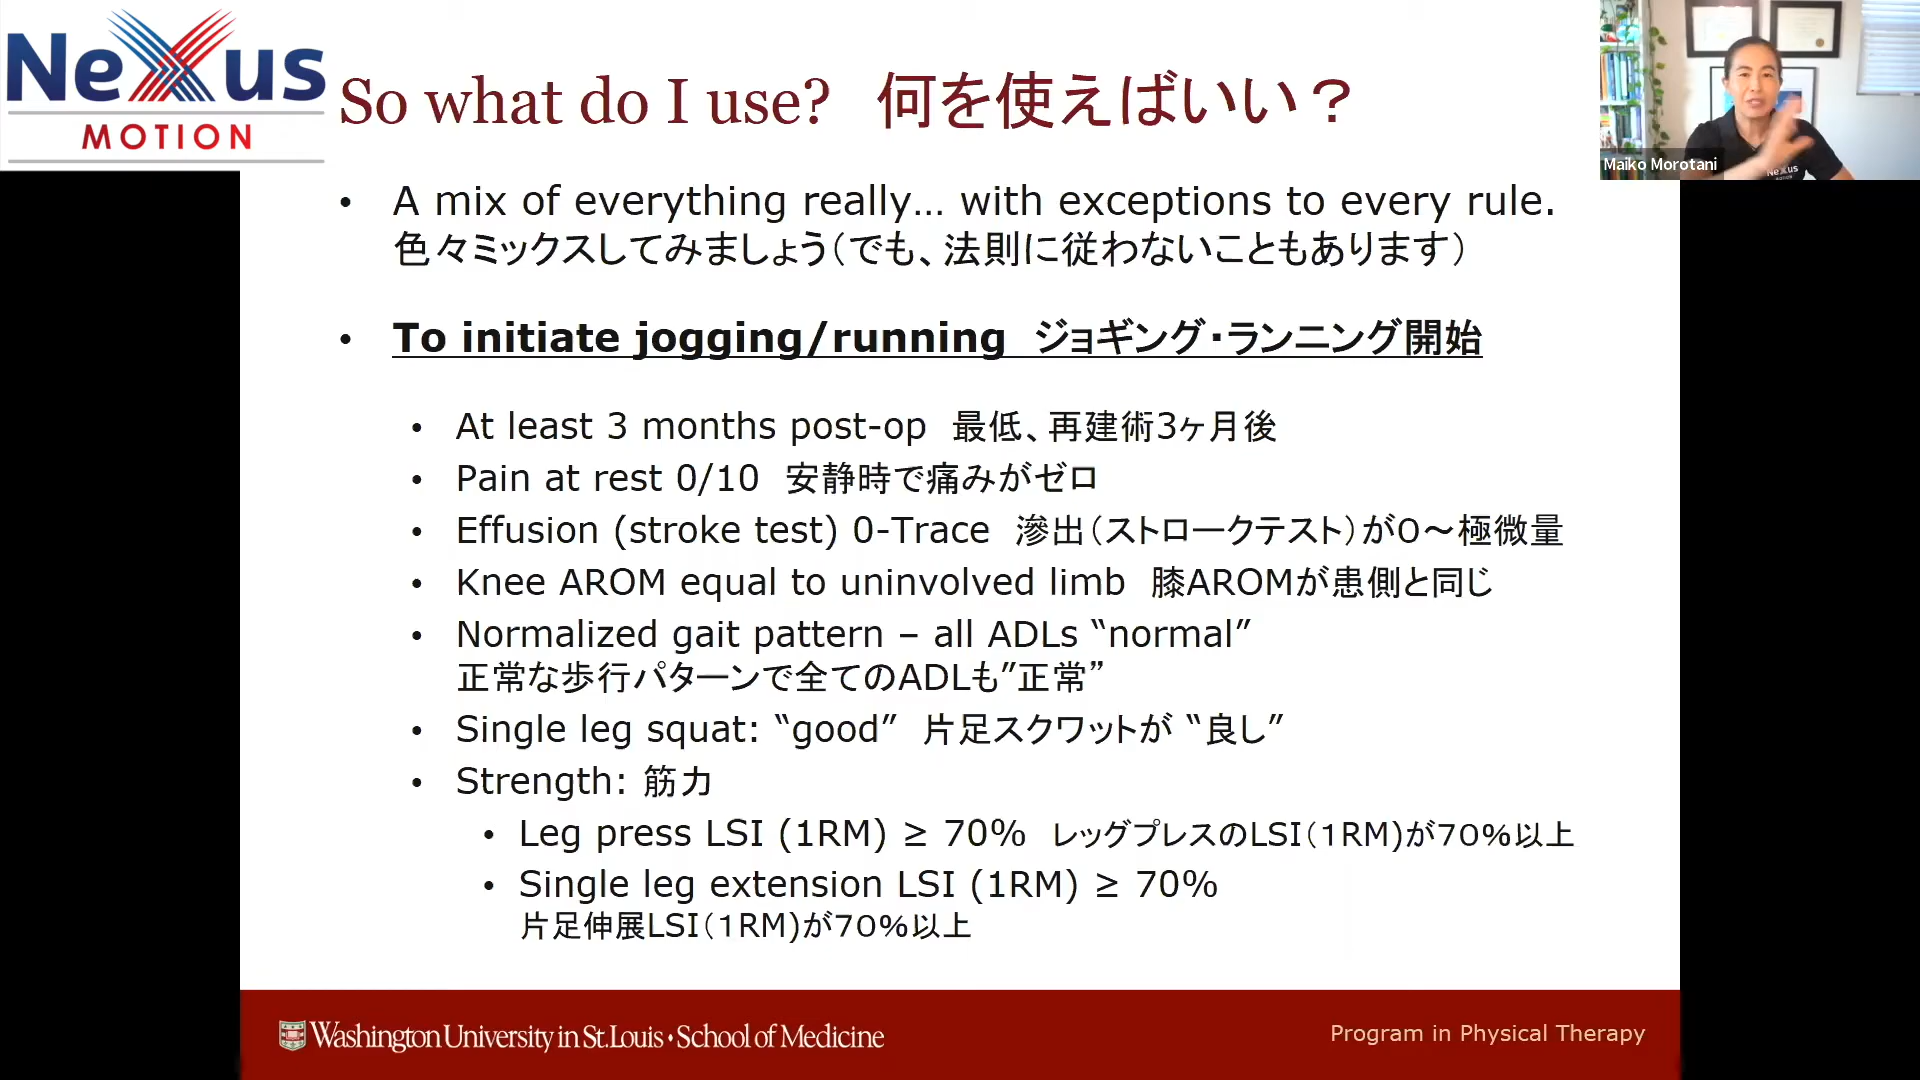 NeXus
MOTION
So what do I use? 何を使えばいい？
Maiko Morotani
NeXus
• A mix of everything really… with exceptions to every rule.
色々ミックスしてみましょう（でも、法則に従わないこともあります）
• To initiate jogging/running ジョギング・ランニング開始
• At least 3 months post-op 最低、再建術3ヶ月後
• Pain at rest 0/10 安静時で痛みがゼロ
• Effusion (stroke test) 0-Trace 滲出（ストロークテスト）が０～極微量
• Knee AROM equal to uninvolved limb 膝AROMが患側と同じ
• Normalized gait pattern – all ADLs “normal”
正常な歩行パターンで全てのADLも”正常”
• Single leg squat: “good” 片足スクワットが “良し”
• Strength: 筋力
• Leg press LSI (1RM) ≥ 70% レッグプレスのLSI（１RM)が７０％以上
• Single leg extension LSI (1RM) ≥ 70%
片足伸展LSI（１RM)が７０％以上
Washington University in St. Louis • School of Medicine
Program in Physical Therapy